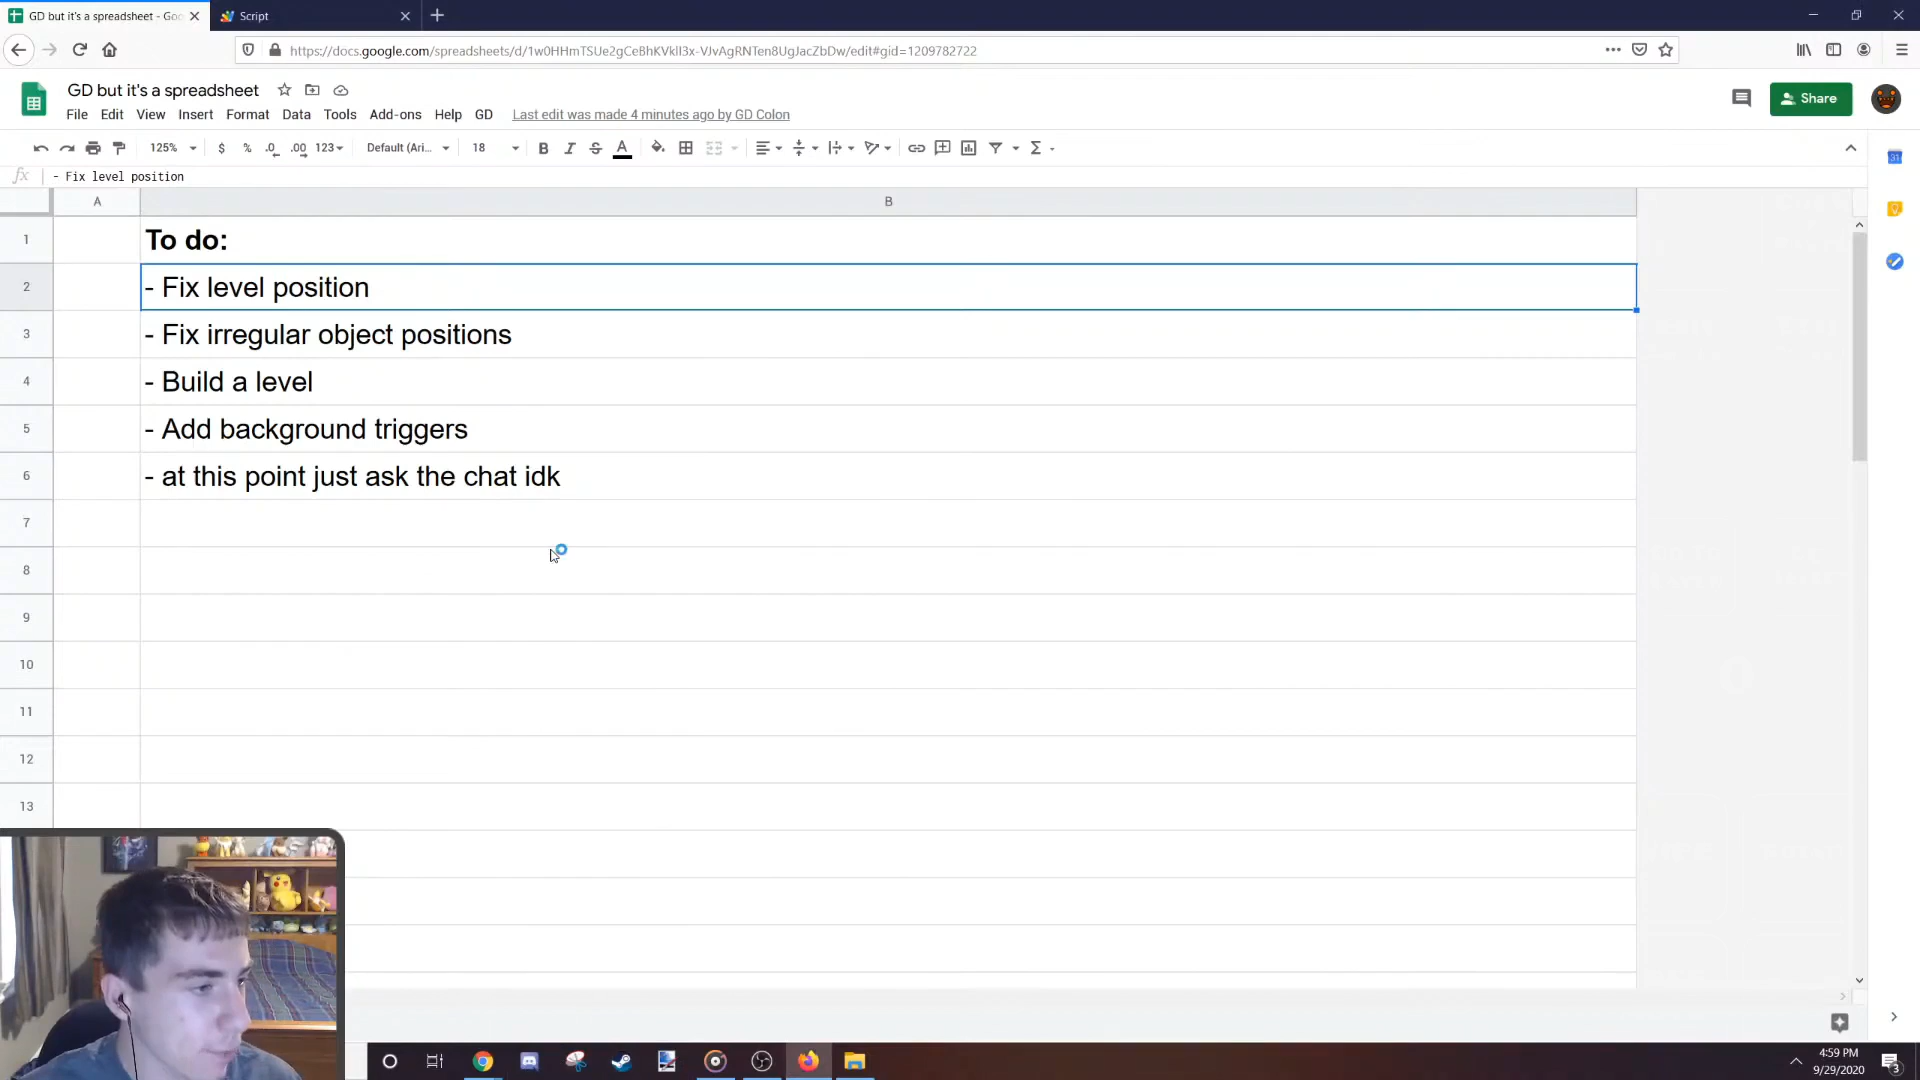 GD but it's a spreadsheet - Goo
Script
https://docs.google.com/spreadsheets/d/1w0HHmTSUe2gCeBhKVklI3x-VJvAgRNTen8UgJacZbDw/edit#gid=1209782722
GD but it's a spreadsheet
File Edit View Insert Format Data Tools Add-ons Help GD Last edit was made 4 minutes ago by GD Colon
Share
125% $ % .0 .00 123 Default (Ari... 18 B I S A
fx - Fix level position
A B
1 To do:
2 - Fix level position
3 - Fix irregular object positions
4 - Build a level
5 - Add background triggers
6 - at this point just ask the chat idk
7
8
9
10
11
12
13
4:59 PM
9/29/2020
3